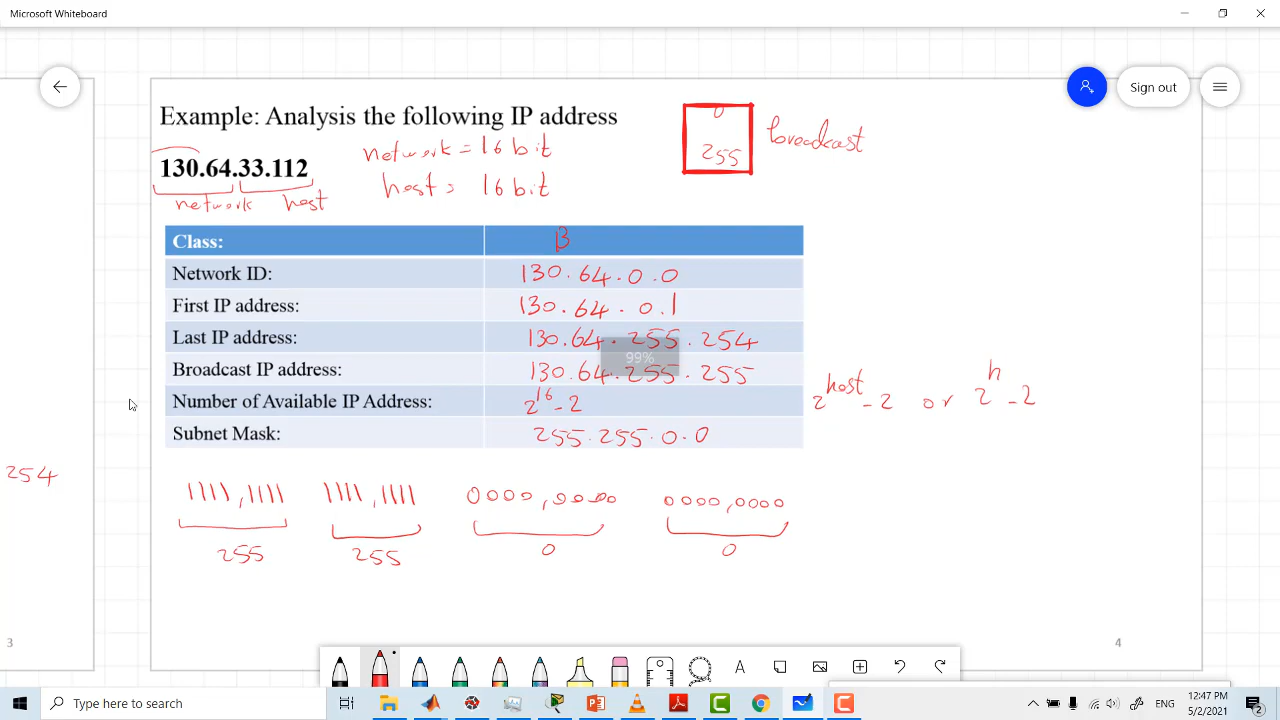 Microsoft Whiteboard
Sign out
Example: Analysis the following IP address
130.64.33.112
network host
network = 16 bit
host = 16 bit
0
255
broadcast
Class: B
Network ID: 130.64.0.0
First IP address: 130.64.0.1
Last IP address: 130.64.255.254
99%
Broadcast IP address: 130.64.255.255
Number of Available IP Address: 2^16 - 2
2^host - 2 or 2^h - 2
Subnet Mask: 255.255.0.0
254
1111,1111 1111,1111 0000,0000 0000,0000
255 255 0 0
3
4
Type here to search
ENG
12:47 PM
5/2/2021
2